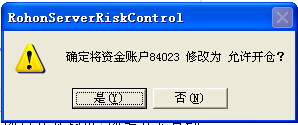 RohonServerRiskControl
确定将资金账户84023 修改为 允许开仓?
是(Y)
否(N)